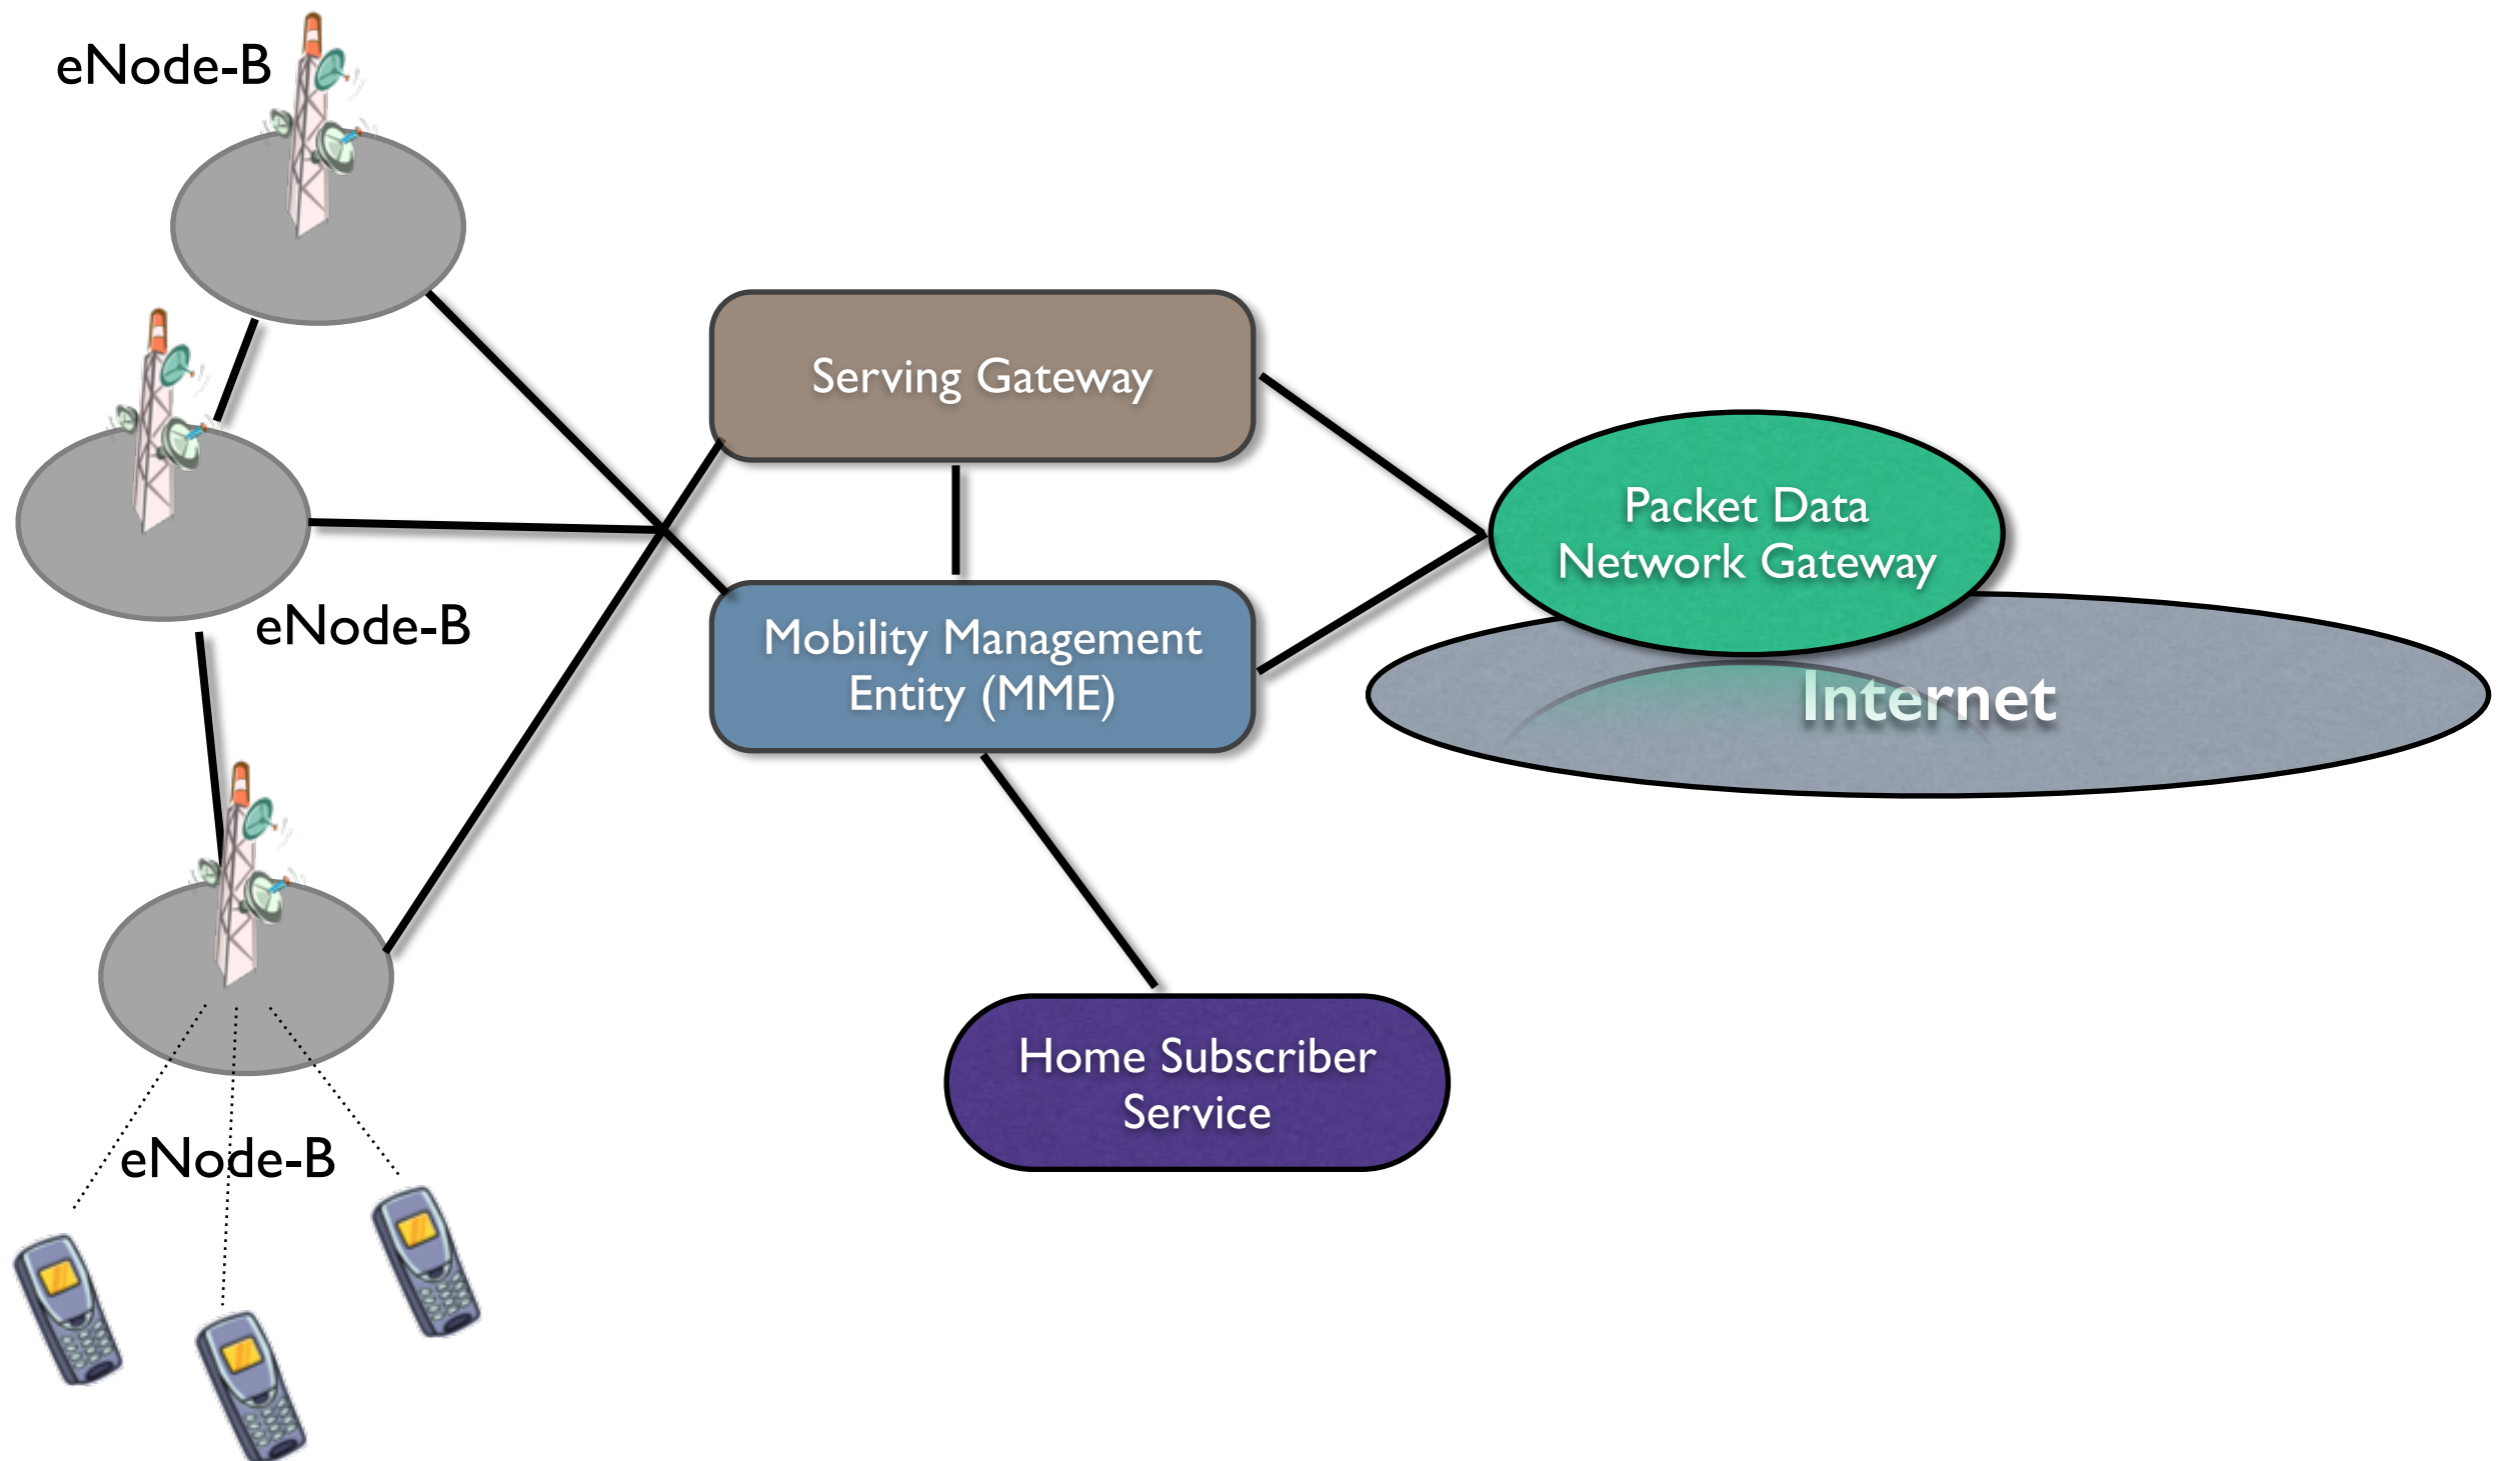 eNode-B
Serving Gateway
Packet Data
Network Gateway
eNode-B
Mobility Management
Entity (MME)
Internet
Home Subscriber
Service
eNode-B